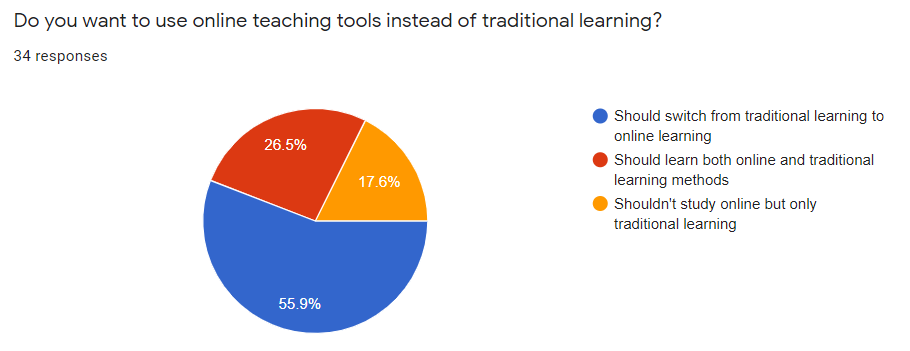 Do you want to use online teaching tools instead of traditional learning?
34 responses
26.5%
17.6%
55.9%
Should switch from traditional learning to
online learning
Should learn both online and traditional
learning methods
Shouldn't study online but only
traditional learning